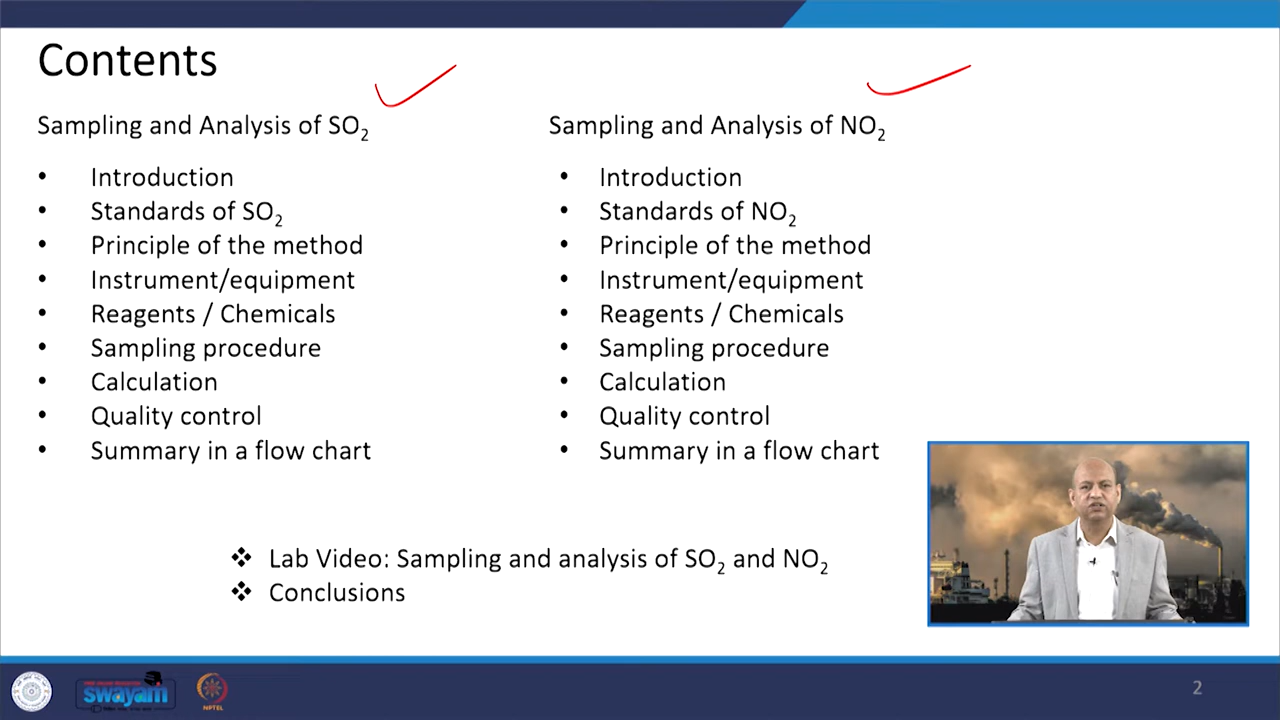 Contents
Sampling and Analysis of SO₂
• Introduction
• Standards of SO₂
• Principle of the method
• Instrument/equipment
• Reagents / Chemicals
• Sampling procedure
• Calculation
• Quality control
• Summary in a flow chart
Sampling and Analysis of NO₂
• Introduction
• Standards of NO₂
• Principle of the method
• Instrument/equipment
• Reagents / Chemicals
• Sampling procedure
• Calculation
• Quality control
• Summary in a flow chart
❖ Lab Video: Sampling and analysis of SO₂ and NO₂
❖ Conclusions
swayam
NPTEL
2